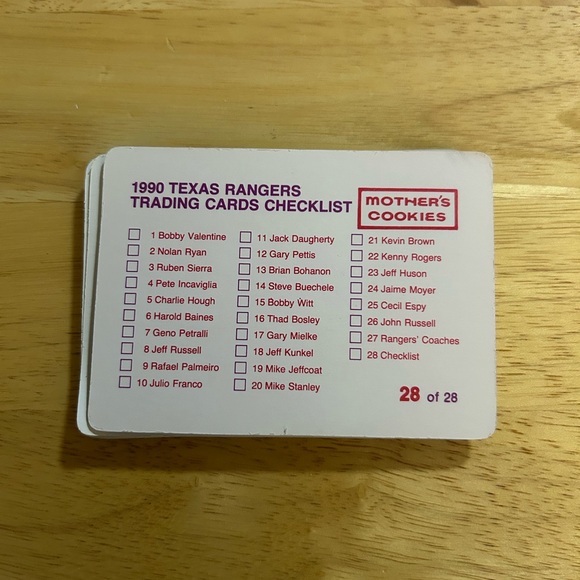 1990 TEXAS RANGERS
TRADING CARDS CHECKLIST
MOTHER'S
COOKIES
1 Bobby Valentine
2 Nolan Ryan
3 Ruben Sierra
4 Pete Incaviglia
5 Charlie Hough
6 Harold Baines
7 Geno Petralli
8 Jeff Russell
9 Rafael Palmeiro
10 Julio Franco
11 Jack Daugherty
12 Gary Pettis
13 Brian Bohanon
14 Steve Buechele
15 Bobby Witt
16 Thad Bosley
17 Gary Mielke
18 Jeff Kunkel
19 Mike Jeffcoat
20 Mike Stanley
21 Kevin Brown
22 Kenny Rogers
23 Jeff Huson
24 Jaime Moyer
25 Cecil Espy
26 John Russell
27 Rangers' Coaches
28 Checklist
28 of 28